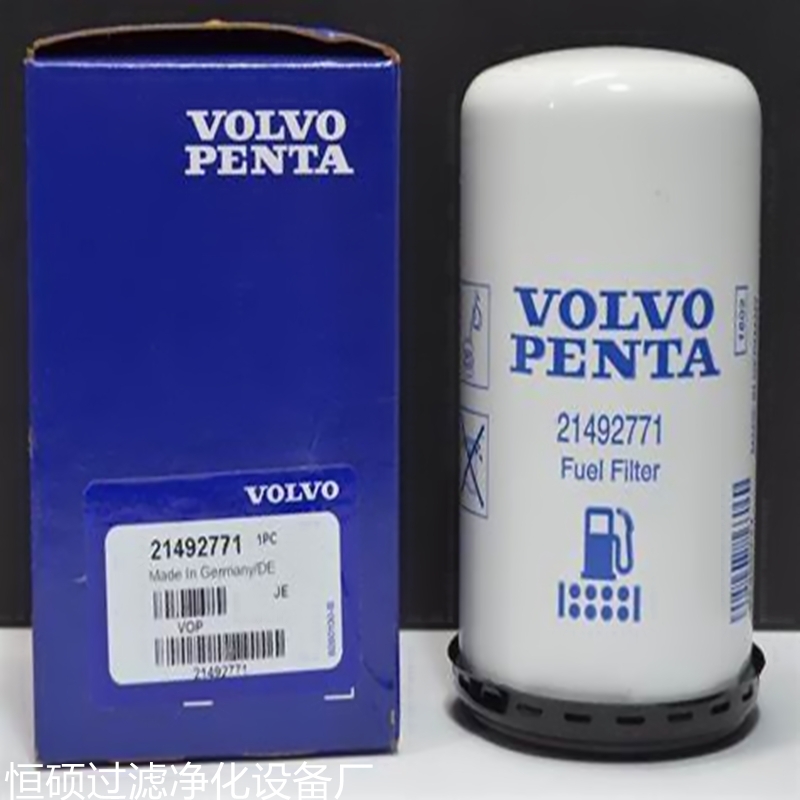 VOLVO
PENTA
VOLVO
21492771 1PC
Made In Germany/DE
JE
VOP
21492771
VOLVO
PENTA
21492771
Fuel Filter
1602
恒硕过滤净化设备厂